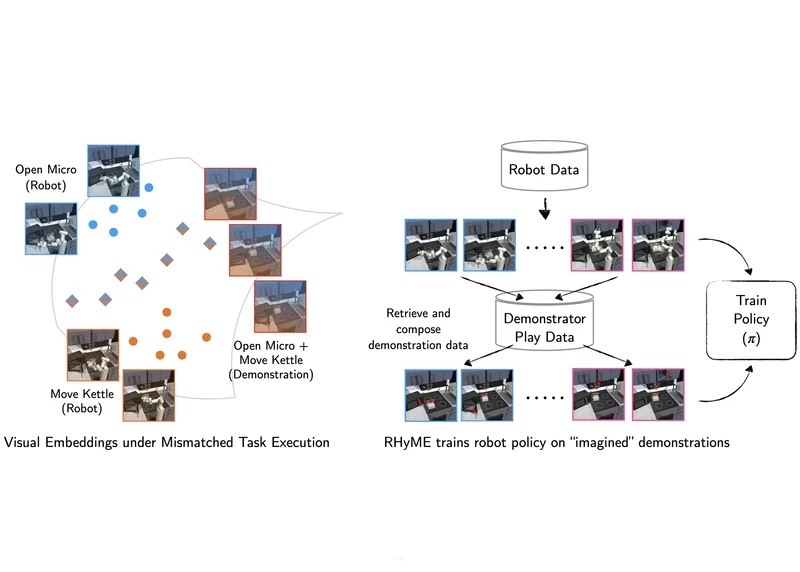 Open Micro
(Robot)
Move Kettle
(Robot)
Open Micro +
Move Kettle
(Demonstration)
Visual Embeddings under Mismatched Task Execution
Robot Data
Retrieve and
compose
demonstration data
Demonstrator
Play Data
Train
Policy
(π)
RHyME trains robot policy on “imagined” demonstrations